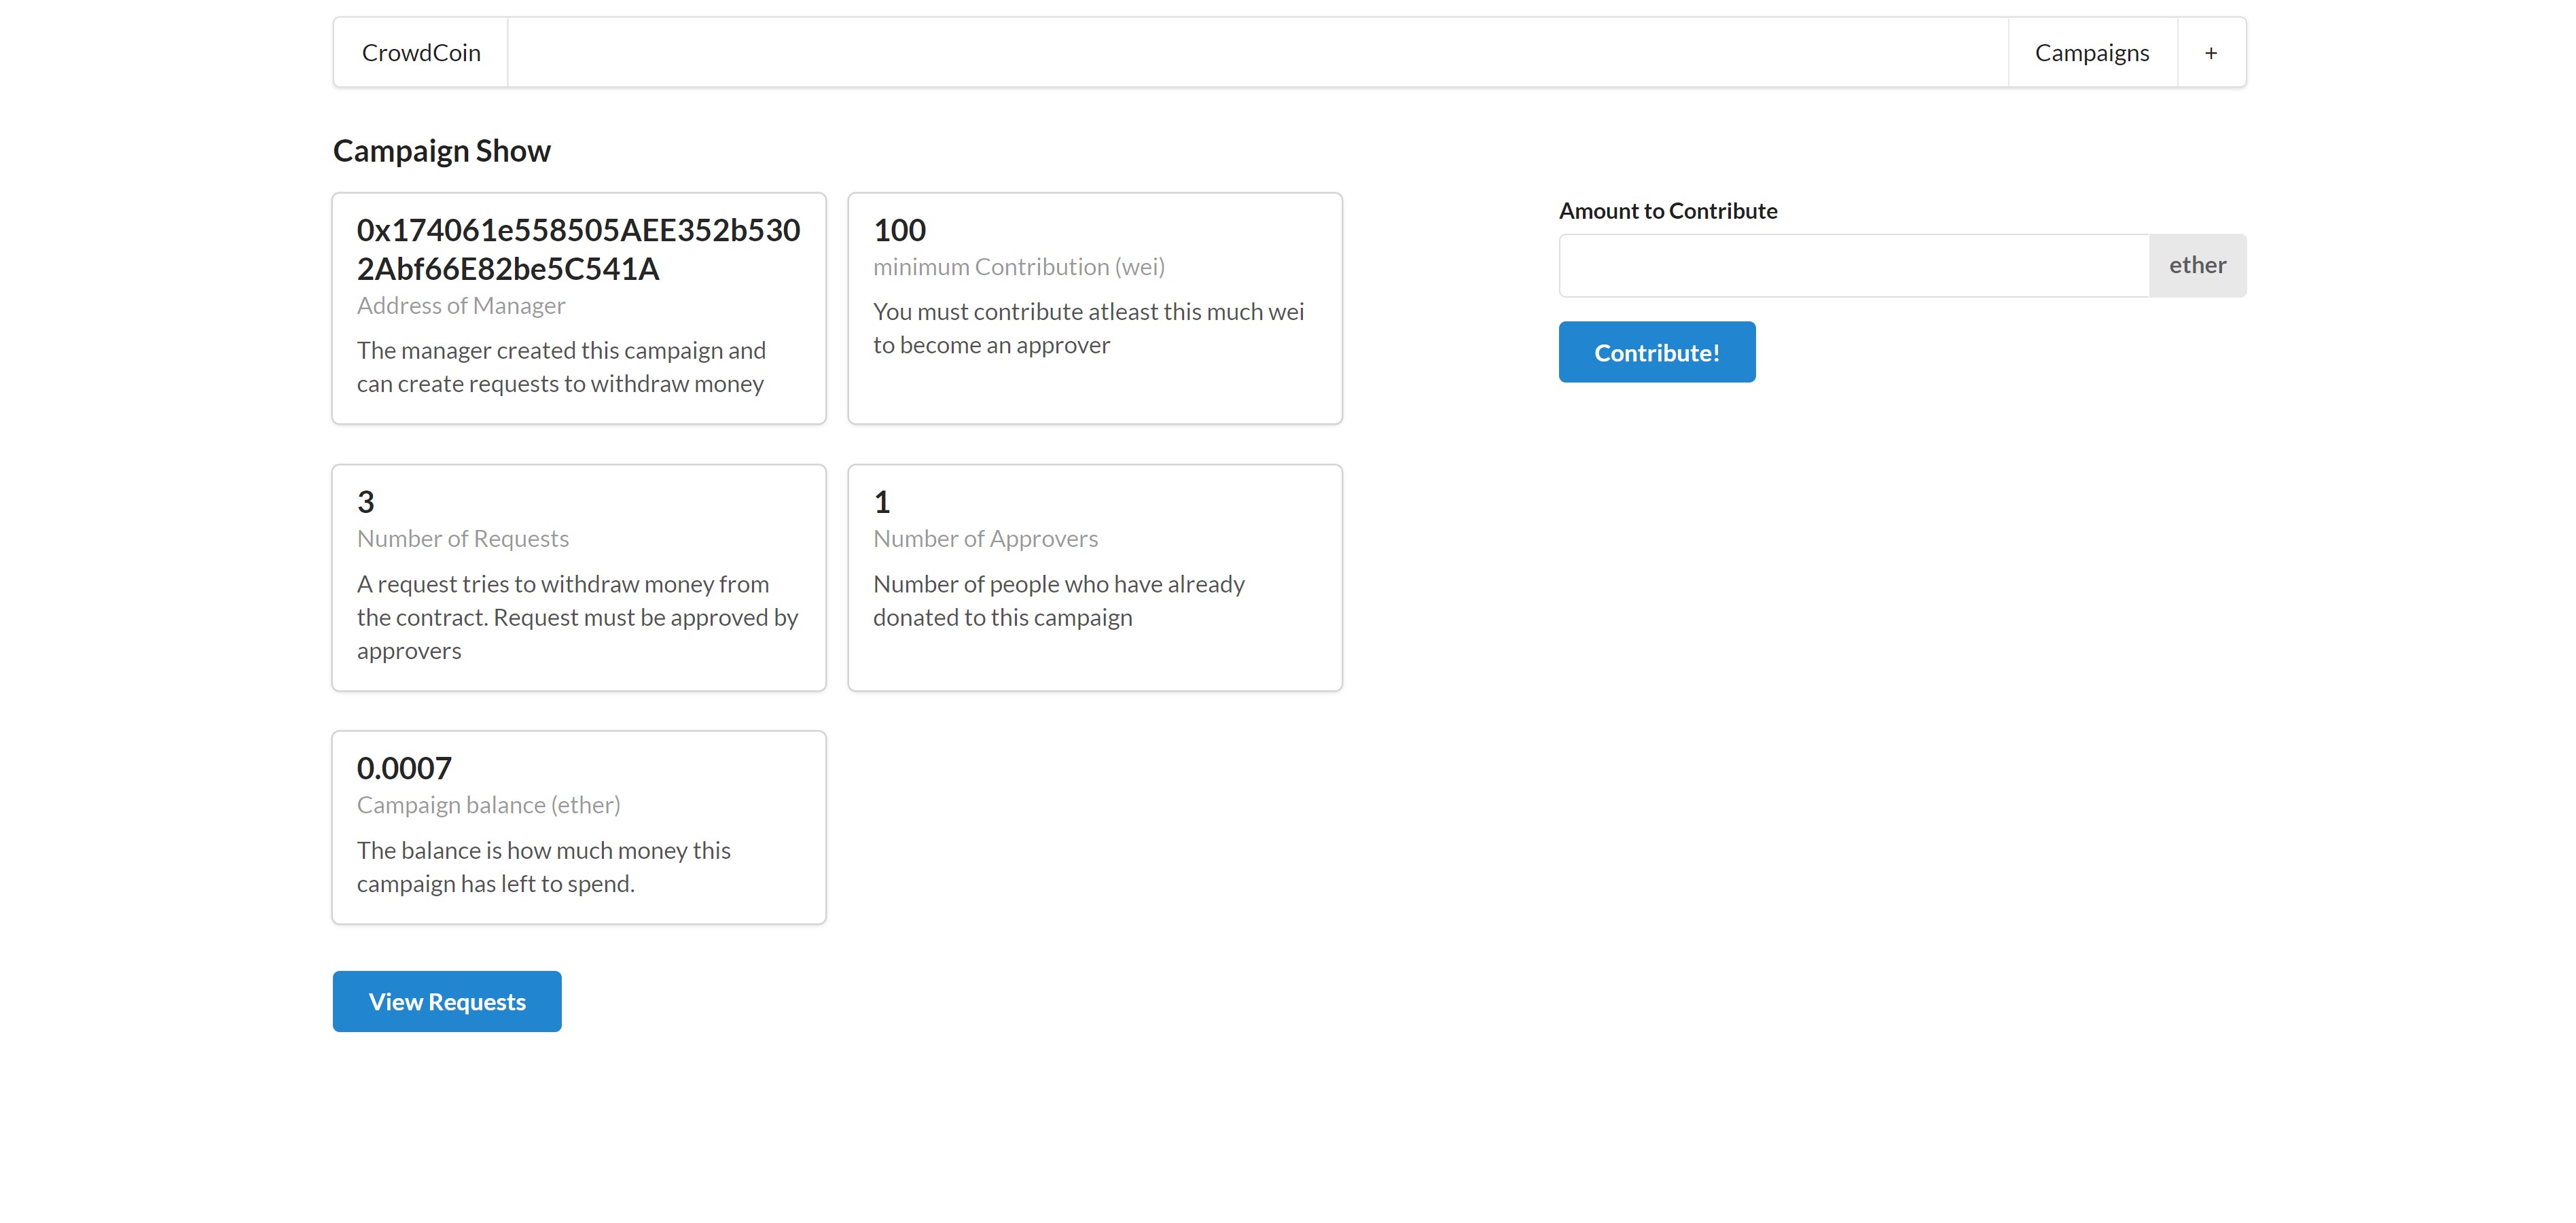 CrowdCoin
Campaigns
+
Campaign Show
0x174061e558505AEE352b530
2Abf66E82be5C541A
Address of Manager
The manager created this campaign and
can create requests to withdraw money
100
minimum Contribution (wei)
You must contribute atleast this much wei
to become an approver
3
Number of Requests
A request tries to withdraw money from
the contract. Request must be approved by
approvers
1
Number of Approvers
Number of people who have already
donated to this campaign
0.0007
Campaign balance (ether)
The balance is how much money this
campaign has left to spend.
View Requests
Amount to Contribute
ether
Contribute!